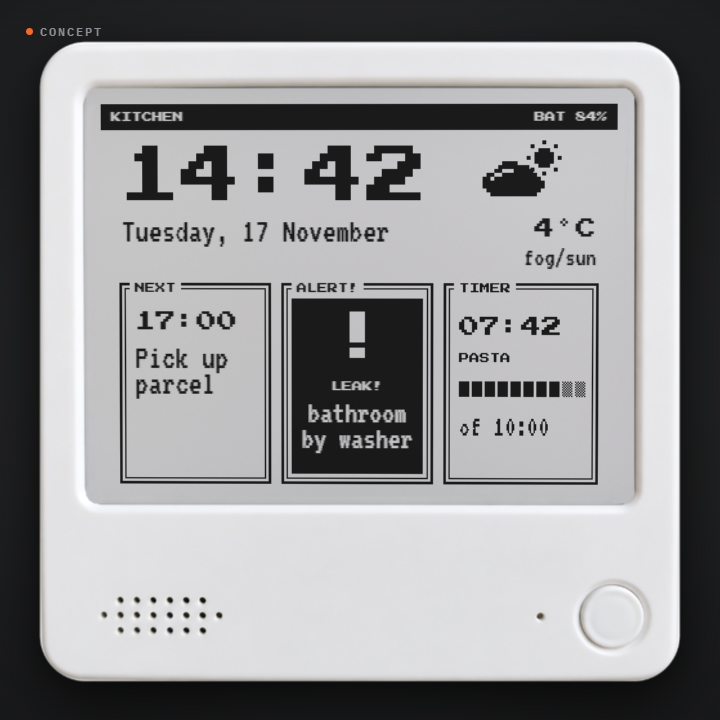 CONCEPT
KITCHEN
BAT 84%
14:42
Tuesday, 17 November
4°C
fog/sun
NEXT
17:00
Pick up
parcel
ALERT!
!
LEAK!
bathroom
by washer
TIMER
07:42
PASTA
of 10:00